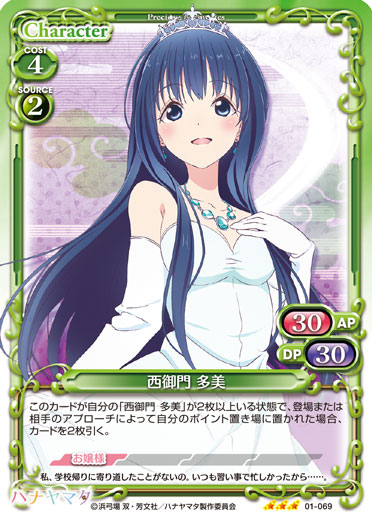 Precious Memories
Character
COST
4
SOURCE
2
30 AP
DP 30
西御門 多美
このカードが自分の「西御門 多美」が2枚以上いる状態で、登場または
相手のアプローチによって自分のポイント置き場に置かれた場合、
カードを2枚引く。
お嬢様
私、学校帰りに寄り道したことがないの、いつも習い事で忙しかったから……。
ハナヤマタ
©浜弓場 双・芳文社／ハナヤマタ製作委員会
01-069